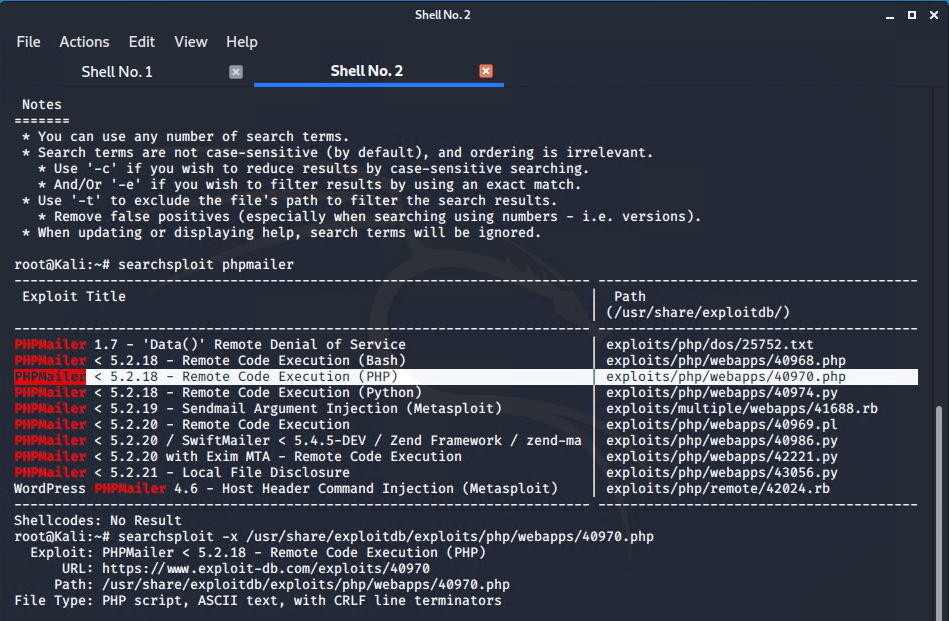 Shell No. 2
File Actions Edit View Help
Shell No. 1 Shell No. 2
Notes
=======
* You can use any number of search terms.
* Search terms are not case-sensitive (by default), and ordering is irrelevant.
* Use '-c' if you wish to reduce results by case-sensitive searching.
* And/Or '-e' if you wish to filter results by using an exact match.
* Use '-t' to exclude the file's path to filter the search results.
* Remove false positives (especially when searching using numbers - i.e. versions).
* When updating or displaying help, search terms will be ignored.
root@Kali:~# searchsploit phpmailer
Exploit Title | Path
| (/usr/share/exploitdb/)
PHPMailer 1.7 - 'Data()' Remote Denial of Service | exploits/php/dos/25752.txt
PHPMailer < 5.2.18 - Remote Code Execution (Bash) | exploits/php/webapps/40968.php
PHPMailer < 5.2.18 - Remote Code Execution (PHP) | exploits/php/webapps/40970.php
PHPMailer < 5.2.18 - Remote Code Execution (Python) | exploits/php/webapps/40974.py
PHPMailer < 5.2.19 - Sendmail Argument Injection (Metasploit) | exploits/multiple/webapps/41688.rb
PHPMailer < 5.2.20 - Remote Code Execution | exploits/php/webapps/40969.pl
PHPMailer < 5.2.20 / SwiftMailer < 5.4.5-DEV / Zend Framework / zend-ma | exploits/php/webapps/40986.py
PHPMailer < 5.2.20 with Exim MTA - Remote Code Execution | exploits/php/webapps/42221.py
PHPMailer < 5.2.21 - Local File Disclosure | exploits/php/webapps/43056.py
WordPress PHPMailer 4.6 - Host Header Command Injection (Metasploit) | exploits/php/remote/42024.rb
Shellcodes: No Result
root@Kali:~# searchsploit -x /usr/share/exploitdb/exploits/php/webapps/40970.php
Exploit: PHPMailer < 5.2.18 - Remote Code Execution (PHP)
URL: https://www.exploit-db.com/exploits/40970
Path: /usr/share/exploitdb/exploits/php/webapps/40970.php
File Type: PHP script, ASCII text, with CRLF line terminators